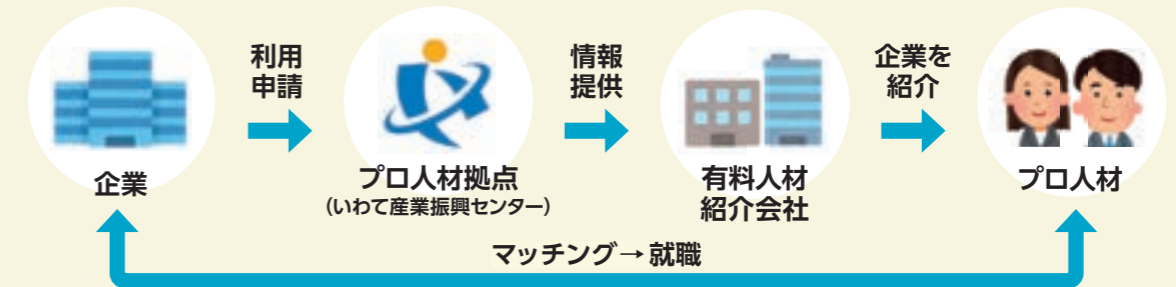 利用
申請
情報
提供
企業を
紹介
企業
プロ人材拠点
（いわて産業振興センター）
有料人材
紹介会社
プロ人材
マッチング→就職